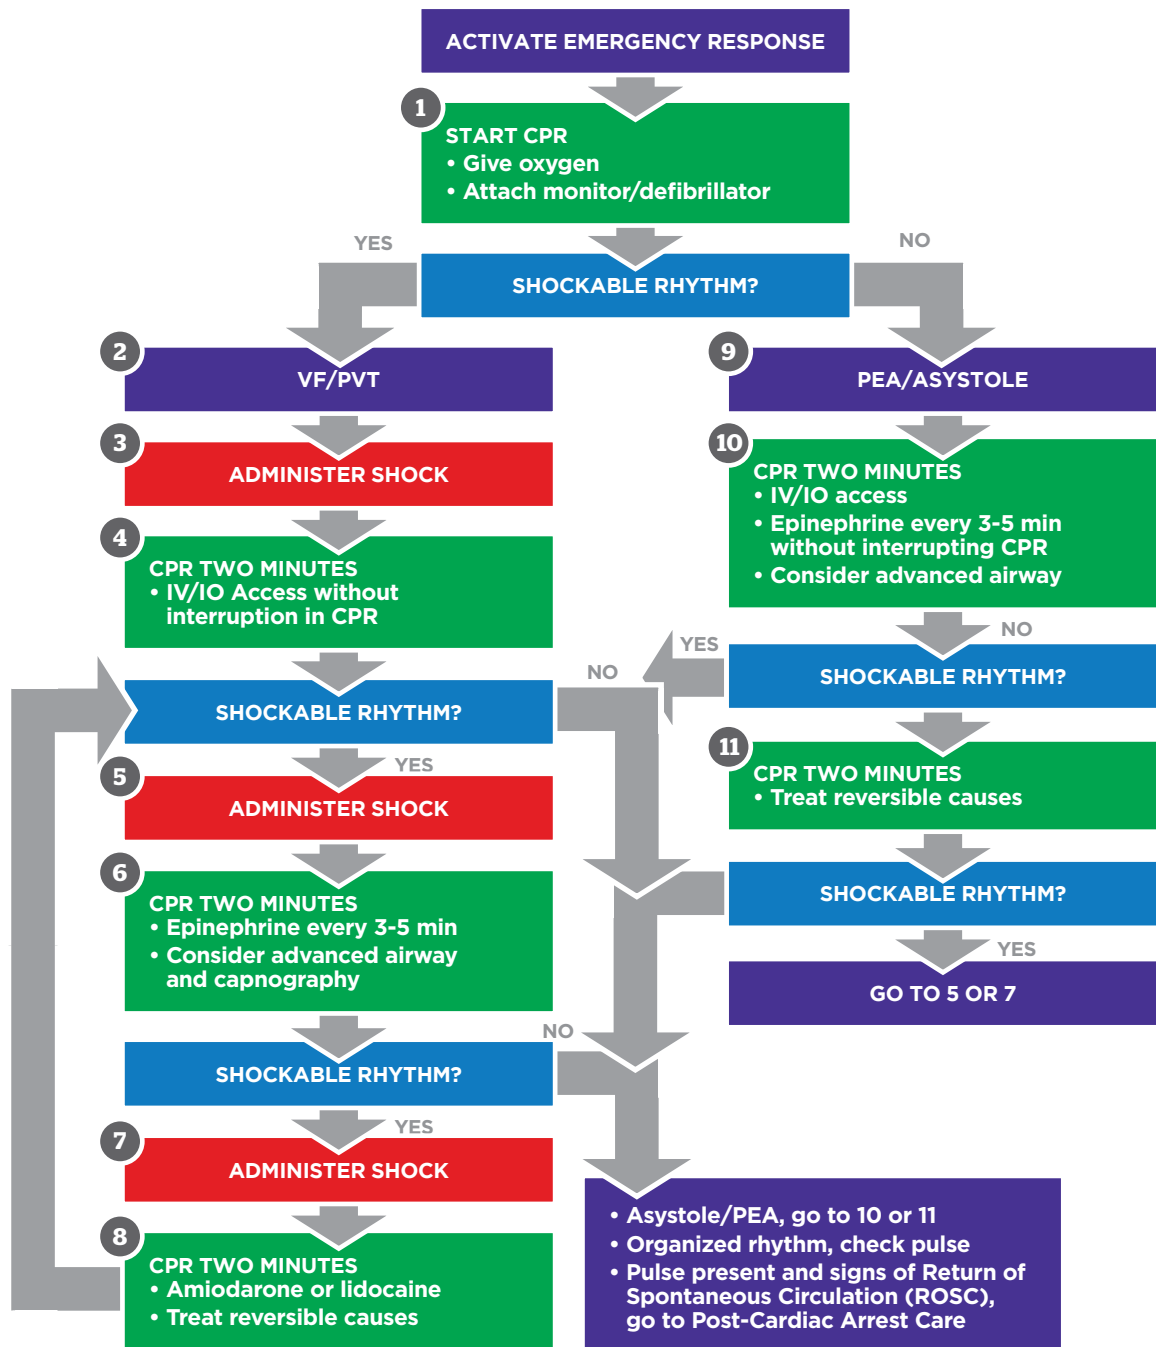 ACTIVATE EMERGENCY RESPONSE
1
START CPR
• Give oxygen
• Attach monitor/defibrillator
YES
NO
SHOCKABLE RHYTHM?
2
VF/PVT
3
ADMINISTER SHOCK
4
CPR TWO MINUTES
• IV/IO Access without
interruption in CPR
NO
SHOCKABLE RHYTHM?
YES
5
ADMINISTER SHOCK
6
CPR TWO MINUTES
• Epinephrine every 3-5 min
• Consider advanced airway
and capnography
NO
SHOCKABLE RHYTHM?
YES
7
ADMINISTER SHOCK
8
CPR TWO MINUTES
• Amiodarone or lidocaine
• Treat reversible causes
9
PEA/ASYSTOLE
10
CPR TWO MINUTES
• IV/IO access
• Epinephrine every 3-5 min
without interrupting CPR
• Consider advanced airway
NO
YES
SHOCKABLE RHYTHM?
11
CPR TWO MINUTES
• Treat reversible causes
SHOCKABLE RHYTHM?
YES
GO TO 5 OR 7
• Asystole/PEA, go to 10 or 11
• Organized rhythm, check pulse
• Pulse present and signs of Return of
Spontaneous Circulation (ROSC),
go to Post-Cardiac Arrest Care